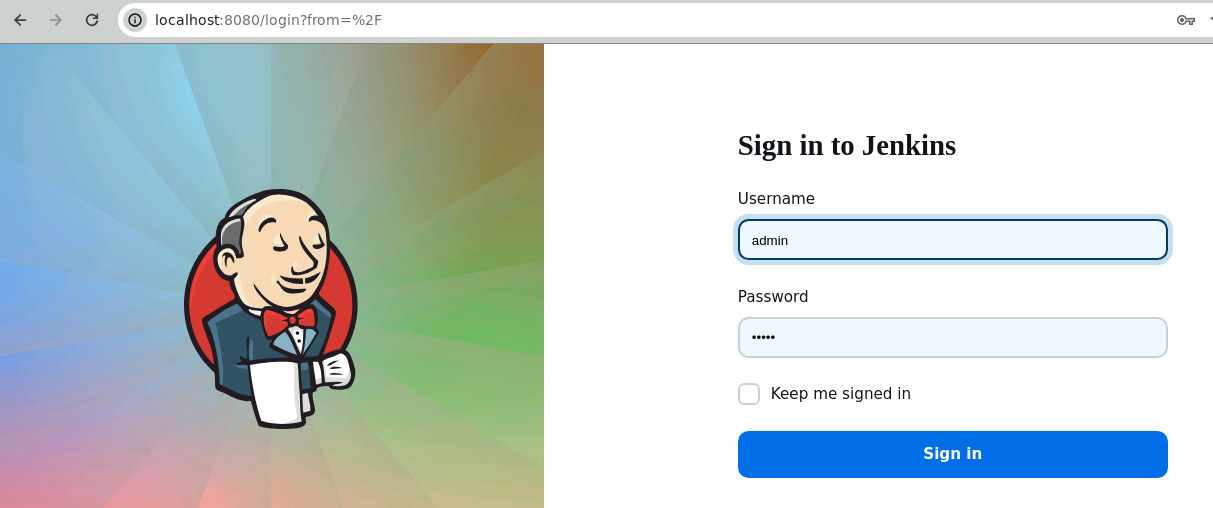 localhost:8080/login?from=%2F
Sign in to Jenkins
Username
admin
Password
•••••
Keep me signed in
Sign in